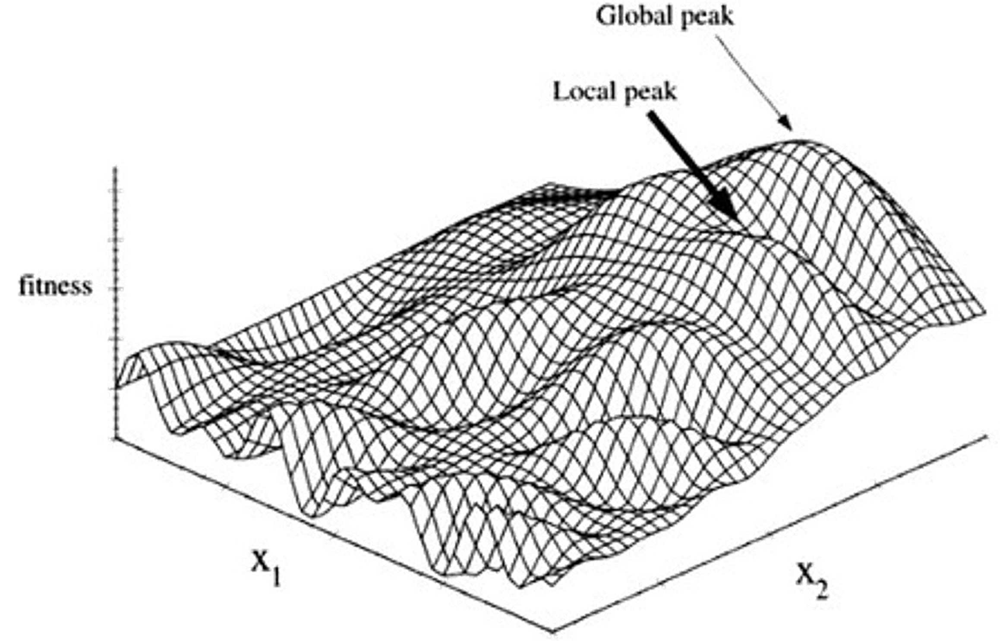 Global peak
Local peak
fitness
x₁
x₂